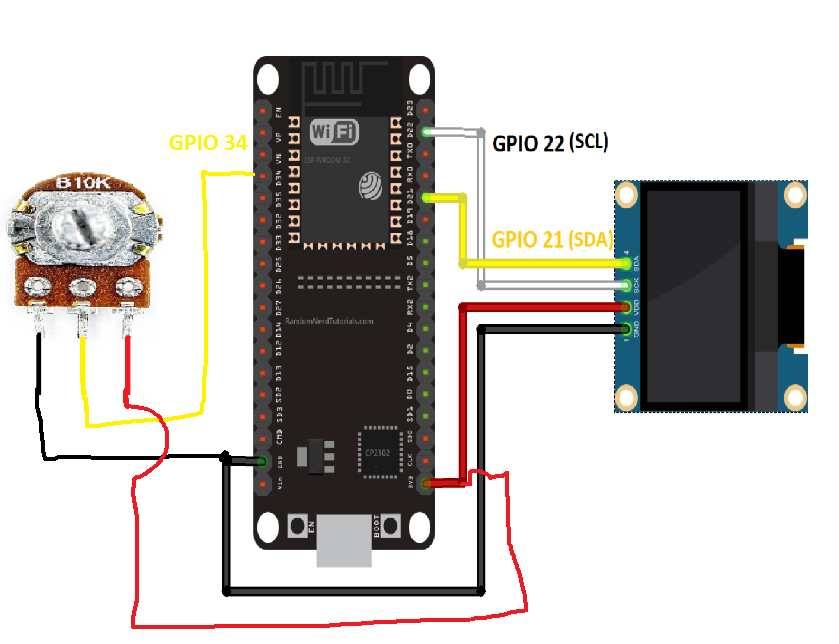 GPIO 34
B10K
WiFi
ESP-WROOM-32
EN
VP
VN
D34
D35
D32
D33
D25
D26
D27
D14
D12
D13
SD2
SD3
CMD
GND
Vin
D23
D22
TX0
RX0
D21
D19
D18
D5
TX2
RX2
D4
D2
D15
D0
SD1
SD0
CLK
3V3
RandomNerdTutorials.com
CP2102
EN
BOOT
GPIO 22 (SCL)
GPIO 21 (SDA)
4
SDA
SCK
VDD
GND
1